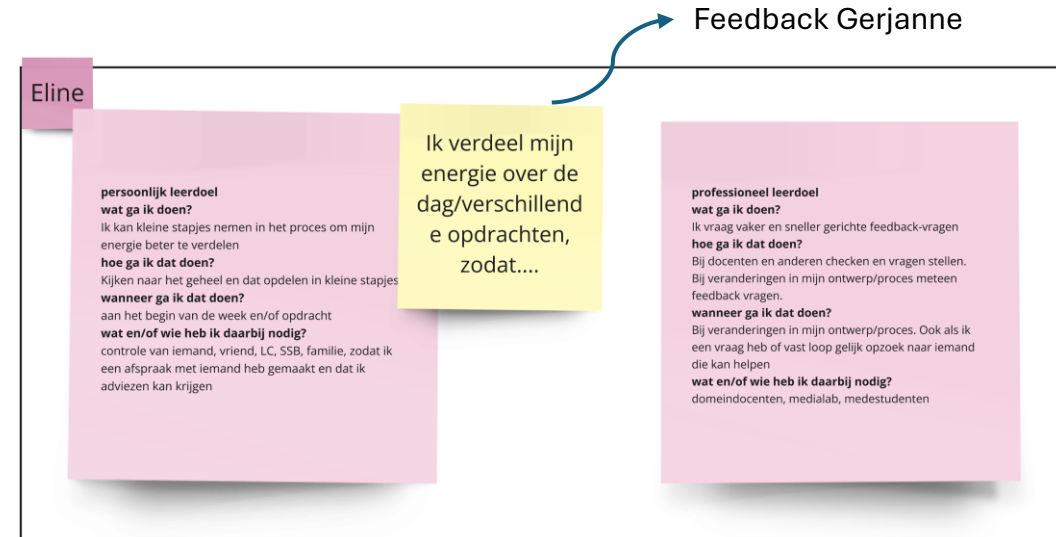 Feedback Gerjanne
Eline
persoonlijk leerdoel
wat ga ik doen?
Ik kan kleine stapjes nemen in het proces om mijn
energie beter te verdelen
hoe ga ik dat doen?
Kijken naar het geheel en dat opdelen in kleine stapjes
wanneer ga ik dat doen?
aan het begin van de week en/of opdracht
wat en/of wie heb ik daarbij nodig?
controle van iemand, vriend, LC, SSB, familie, zodat ik
een afspraak met iemand heb gemaakt en dat ik
adviezen kan krijgen
Ik verdeel mijn
energie over de
dag/verschillend
e opdrachten,
zodat....
professioneel leerdoel
wat ga ik doen?
Ik vraag vaker en sneller gerichte feedback-vragen
hoe ga ik dat doen?
Bij docenten en anderen checken en vragen stellen.
Bij veranderingen in mijn ontwerp/proces meteen
feedback vragen.
wanneer ga ik dat doen?
Bij veranderingen in mijn ontwerp/proces. Ook als ik
een vraag heb of vast loop gelijk opzoek naar iemand
die kan helpen
wat en/of wie heb ik daarbij nodig?
domeindocenten, medialab, medestudenten